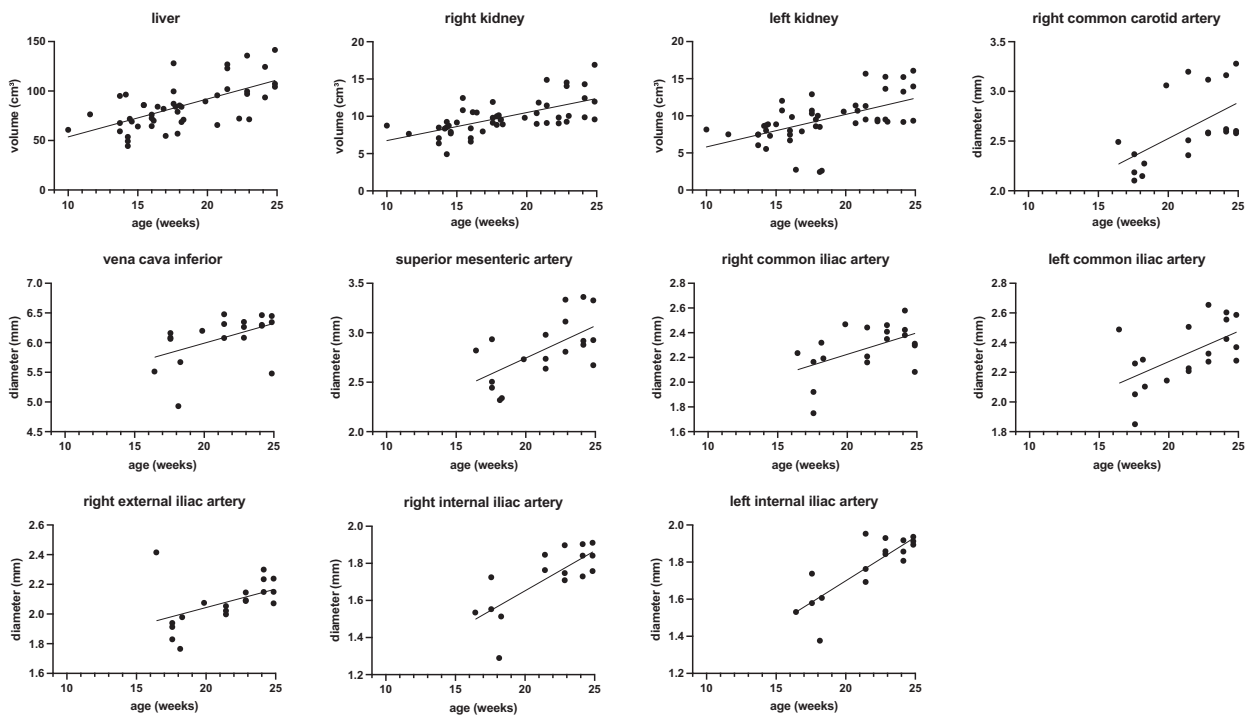 liver
right kidney
left kidney
right common carotid artery
volume (cm³)
150
100
50
0
10 15 20 25
age (weeks)
volume (cm³)
20
15
10
5
0
10 15 20 25
age (weeks)
volume (cm³)
20
15
10
5
0
10 15 20 25
age (weeks)
diameter (mm)
3.5
3.0
2.5
2.0
10 15 20 25
age (weeks)
vena cava inferior
superior mesenteric artery
right common iliac artery
left common iliac artery
diameter (mm)
7.0
6.5
6.0
5.5
5.0
4.5
10 15 20 25
age (weeks)
diameter (mm)
3.5
3.0
2.5
2.0
10 15 20 25
age (weeks)
diameter (mm)
2.8
2.6
2.4
2.2
2.0
1.8
1.6
10 15 20 25
age (weeks)
diameter (mm)
2.8
2.6
2.4
2.2
2.0
1.8
10 15 20 25
age (weeks)
right external iliac artery
right internal iliac artery
left internal iliac artery
diameter (mm)
2.6
2.4
2.2
2.0
1.8
1.6
10 15 20 25
age (weeks)
diameter (mm)
2.0
1.8
1.6
1.4
1.2
10 15 20 25
age (weeks)
diameter (mm)
2.0
1.8
1.6
1.4
1.2
10 15 20 25
age (weeks)